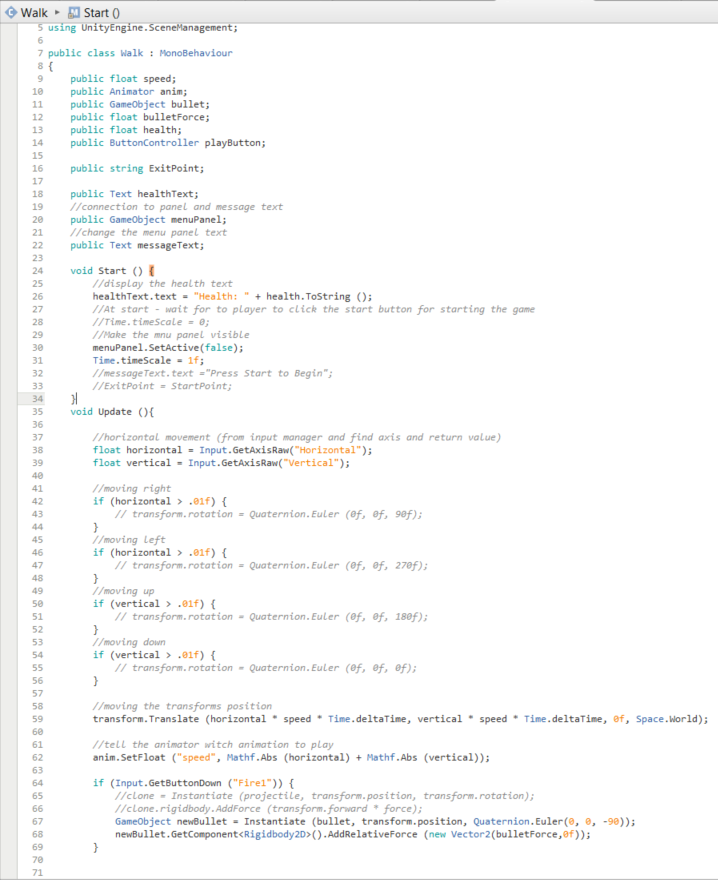 Walk ▸ Start ()
5 using UnityEngine.SceneManagement;
6
7 public class Walk : MonoBehaviour
8 {
9 public float speed;
10 public Animator anim;
11 public GameObject bullet;
12 public float bulletForce;
13 public float health;
14 public ButtonController playButton;
15
16 public string ExitPoint;
17
18 public Text healthText;
19 //connection to panel and message text
20 public GameObject menuPanel;
21 //change the menu panel text
22 public Text messageText;
23
24 void Start () {
25 //display the health text
26 healthText.text = "Health: " + health.ToString ();
27 //At start - wait for to player to click the start button for starting the game
28 //Time.timeScale = 0;
29 //Make the mnu panel visible
30 menuPanel.SetActive(false);
31 Time.timeScale = 1f;
32 //messageText.text ="Press Start to Begin";
33 //ExitPoint = StartPoint;
34 }
35 void Update (){
36
37 //horizontal movement (from input manager and find axis and return value)
38 float horizontal = Input.GetAxisRaw("Horizontal");
39 float vertical = Input.GetAxisRaw("Vertical");
40
41 //moving right
42 if (horizontal > .01f) {
43 // transform.rotation = Quaternion.Euler (0f, 0f, 90f);
44 }
45 //moving left
46 if (horizontal > .01f) {
47 // transform.rotation = Quaternion.Euler (0f, 0f, 270f);
48 }
49 //moving up
50 if (vertical > .01f) {
51 // transform.rotation = Quaternion.Euler (0f, 0f, 180f);
52 }
53 //moving down
54 if (vertical > .01f) {
55 // transform.rotation = Quaternion.Euler (0f, 0f, 0f);
56 }
57
58 //moving the transforms position
59 transform.Translate (horizontal * speed * Time.deltaTime, vertical * speed * Time.deltaTime, 0f, Space.World);
60
61 //tell the animator witch animation to play
62 anim.SetFloat ("speed", Mathf.Abs (horizontal) + Mathf.Abs (vertical));
63
64 if (Input.GetButtonDown ("Fire1")) {
65 //clone = Instantiate (projectile, transform.position, transform.rotation);
66 //clone.rigidbody.AddForce (transform.forward * force);
67 GameObject newBullet = Instantiate (bullet, transform.position, Quaternion.Euler(0, 0, -90));
68 newBullet.GetComponent<Rigidbody2D>().AddRelativeForce (new Vector2(bulletForce,0f));
69 }
70
71